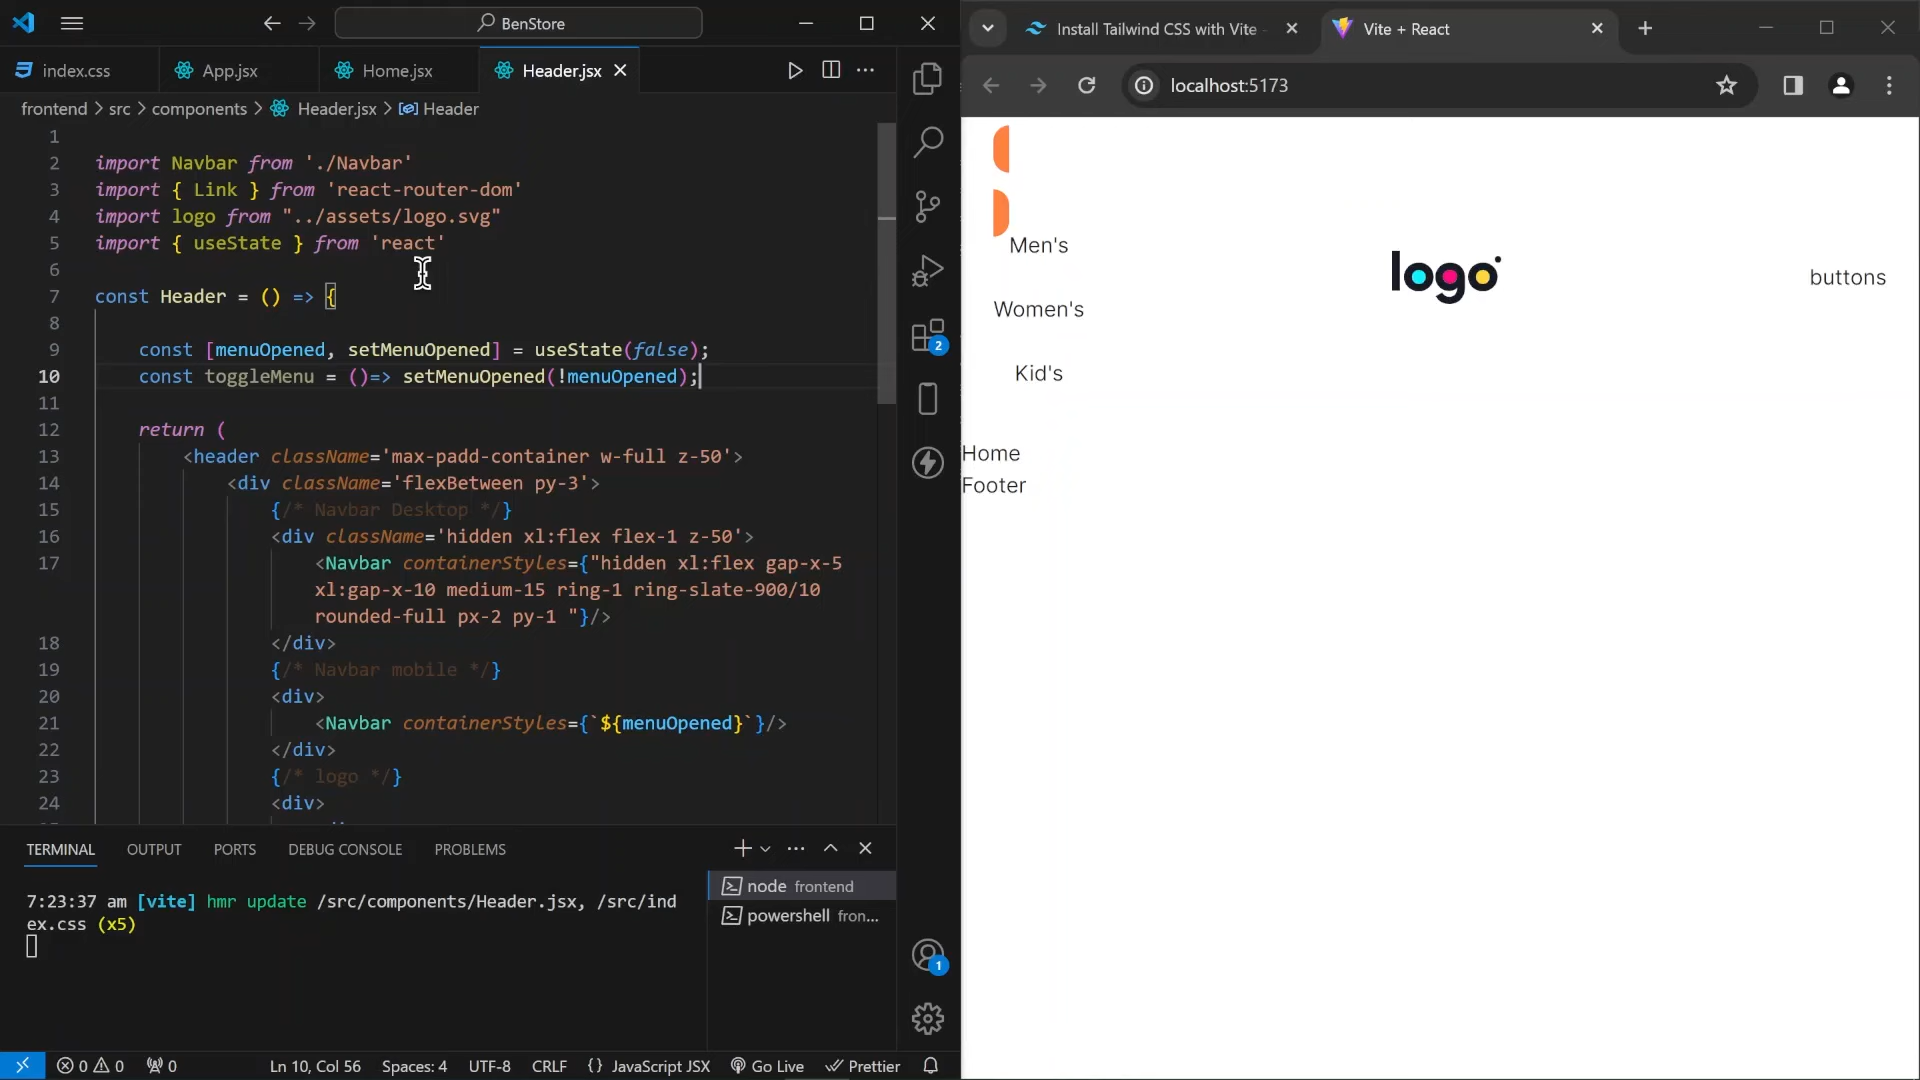 BenStore
index.css
App.jsx
Home.jsx
Header.jsx
frontend > src > components > Header.jsx > Header
1
2 import Navbar from './Navbar'
3 import { Link } from 'react-router-dom'
4 import logo from "../assets/logo.svg"
5 import { useState } from 'react'
6
7 const Header = () => {
8
9 const [menuOpened, setMenuOpened] = useState(false);
10 const toggleMenu = ()=> setMenuOpened(!menuOpened);
11
12 return (
13 <header className='max-padd-container w-full z-50'>
14 <div className='flexBetween py-3'>
15 {/* Navbar Desktop */}
16 <div className='hidden xl:flex flex-1 z-50'>
17 <Navbar containerStyles={"hidden xl:flex gap-x-5
xl:gap-x-10 medium-15 ring-1 ring-slate-900/10
rounded-full px-2 py-1 "}/>
18 </div>
19 {/* Navbar mobile */}
20 <div>
21 <Navbar containerStyles={`${menuOpened}`}/>
22 </div>
23 {/* logo */}
24 <div>
2
1
TERMINAL
OUTPUT
PORTS
DEBUG CONSOLE
PROBLEMS
7:23:37 am [vite] hmr update /src/components/Header.jsx, /src/ind
ex.css (x5)
node frontend
powershell fron...
0 0 0
Ln 10, Col 56
Spaces: 4
UTF-8
CRLF
{} JavaScript JSX
Go Live
Prettier
Install Tailwind CSS with Vite -
Vite + React
localhost:5173
Men's
Women's
Kid's
logo
buttons
Home
Footer